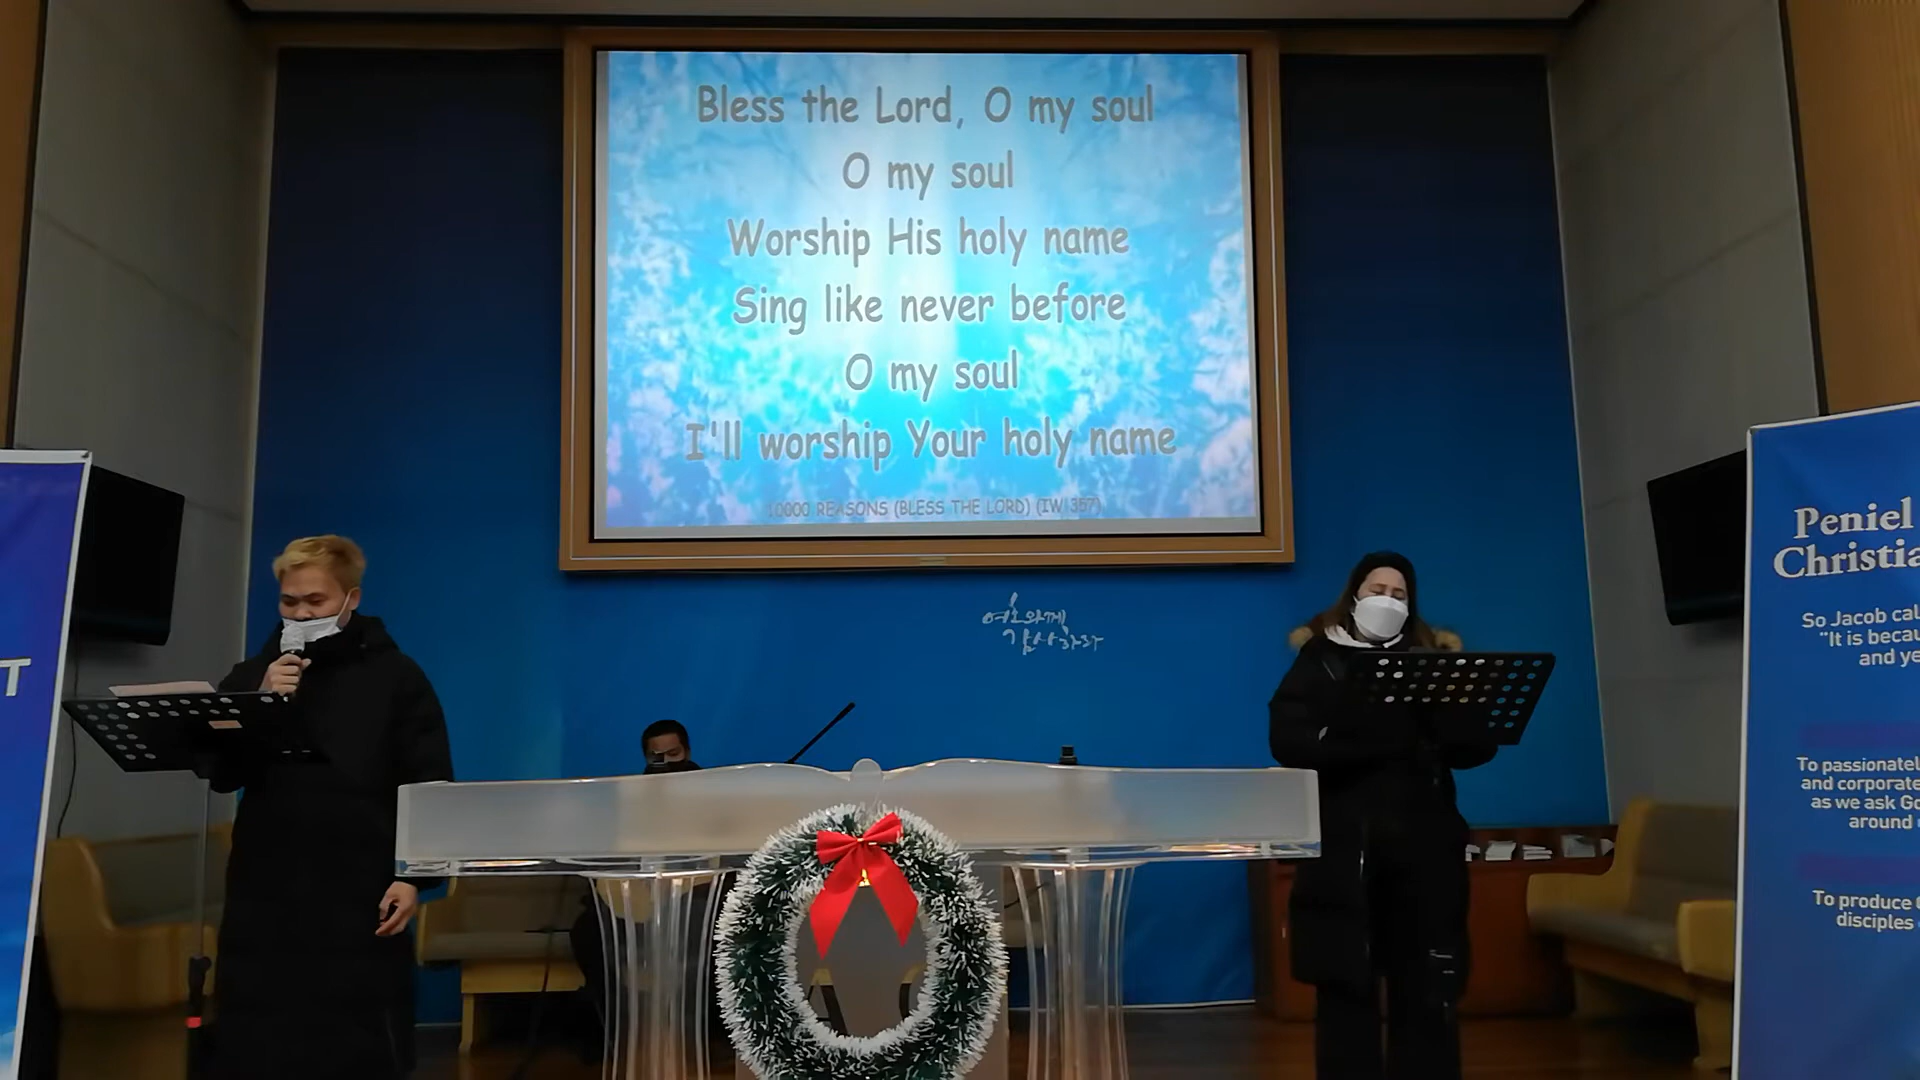 Bless the Lord, O my soul
O my soul
Worship His holy name
Sing like never before
O my soul
I'll worship Your holy name
10000 REASONS (BLESS THE LORD) (IW 357)
여호와께
감사하라
T
Peniel
Christia
So Jacob cal
"It is becau
and ye
To passionatel
and corporate
as we ask Go
around
To produce
disciples